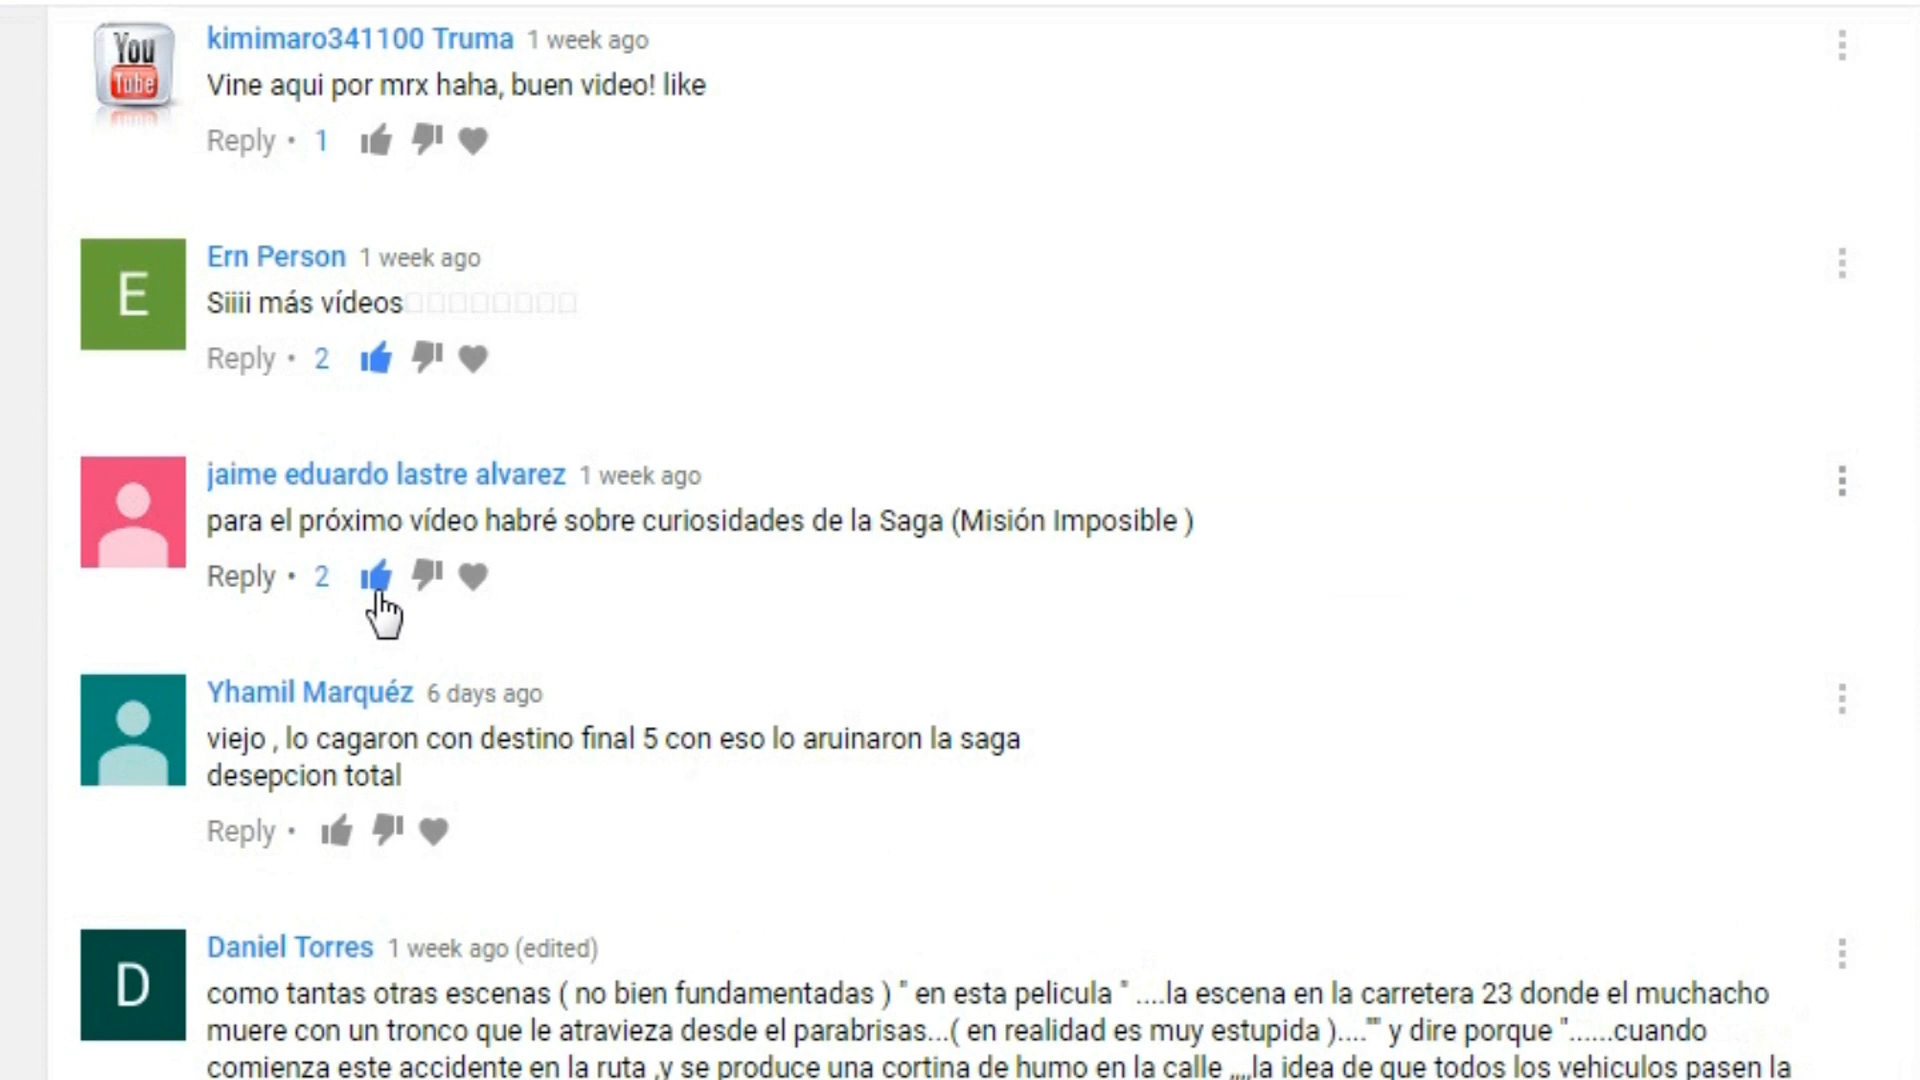 You
Tube
kimimaro341100 Truma 1 week ago
Vine aqui por mrx haha, buen video! like
Reply • 1
E
Ern Person 1 week ago
Siiii más vídeos□□□□□□□□
Reply • 2
jaime eduardo lastre alvarez 1 week ago
para el próximo vídeo habré sobre curiosidades de la Saga (Misión Imposible )
Reply • 2
Yhamil Marquéz 6 days ago
viejo , lo cagaron con destino final 5 con eso lo aruinaron la saga
desepcion total
Reply •
D
Daniel Torres 1 week ago (edited)
como tantas otras escenas ( no bien fundamentadas ) " en esta pelicula " ....la escena en la carretera 23 donde el muchacho
muere con un tronco que le atravieza desde el parabrisas...( en realidad es muy estupida )...."" y dire porque "......cuando
comienza este accidente en la ruta ,y se produce una cortina de humo en la calle ,,,,la idea de que todos los vehiculos pasen la